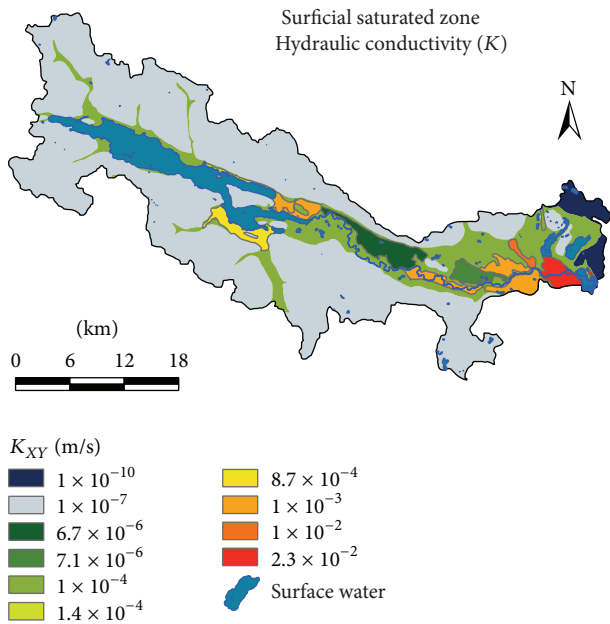 Surficial saturated zone
Hydraulic conductivity (K)
N
(km)
0 6 12 18
K_XY (m/s)
1 × 10⁻¹⁰
1 × 10⁻⁷
6.7 × 10⁻⁶
7.1 × 10⁻⁶
1 × 10⁻⁴
1.4 × 10⁻⁴
8.7 × 10⁻⁴
1 × 10⁻³
1 × 10⁻²
2.3 × 10⁻²
Surface water